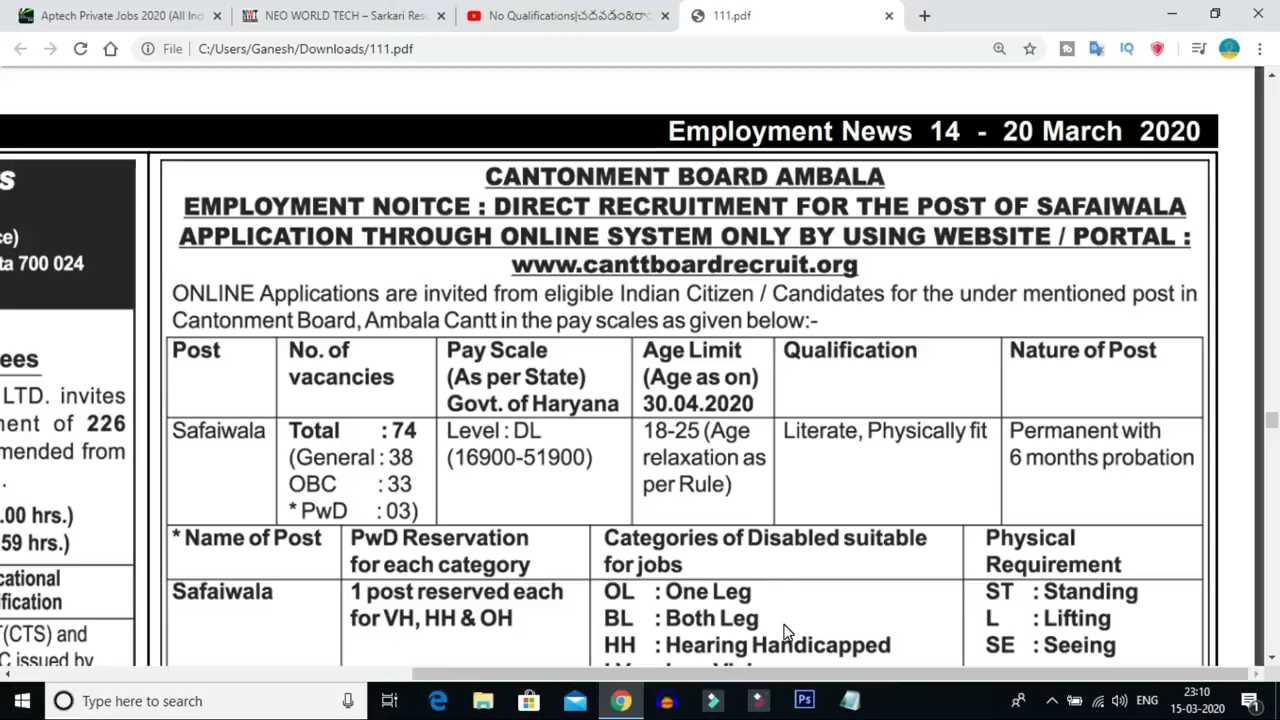 Aptech Private Jobs 2020 (All Ind
NEO WORLD TECH – Sarkari Res
No Qualifications|చదవడం&రా
111.pdf
File
C:/Users/Ganesh/Downloads/111.pdf
Employment News 14 - 20 March 2020
s
ce)
ta 700 024
ees
LTD. invites
nent of 226
mended from
.
.00 hrs.)
59 hrs.)
cational
ification
T(CTS) and
C issued by
CANTONMENT BOARD AMBALA
EMPLOYMENT NOITCE : DIRECT RECRUITMENT FOR THE POST OF SAFAIWALA
APPLICATION THROUGH ONLINE SYSTEM ONLY BY USING WEBSITE / PORTAL :
www.canttboardrecruit.org
ONLINE Applications are invited from eligible Indian Citizen / Candidates for the under mentioned post in
Cantonment Board, Ambala Cantt in the pay scales as given below:-
Post
No. of
vacancies
Pay Scale
(As per State)
Govt. of Haryana
Age Limit
(Age as on)
30.04.2020
Qualification
Nature of Post
Safaiwala
Total : 74
(General : 38
OBC : 33
* PwD : 03)
Level : DL
(16900-51900)
18-25 (Age
relaxation as
per Rule)
Literate, Physically fit
Permanent with
6 months probation
* Name of Post
PwD Reservation
for each category
Categories of Disabled suitable
for jobs
Physical
Requirement
Safaiwala
1 post reserved each
for VH, HH & OH
OL : One Leg
BL : Both Leg
HH : Hearing Handicapped
ST : Standing
L : Lifting
SE : Seeing
Type here to search
ENG
23:10
15-03-2020